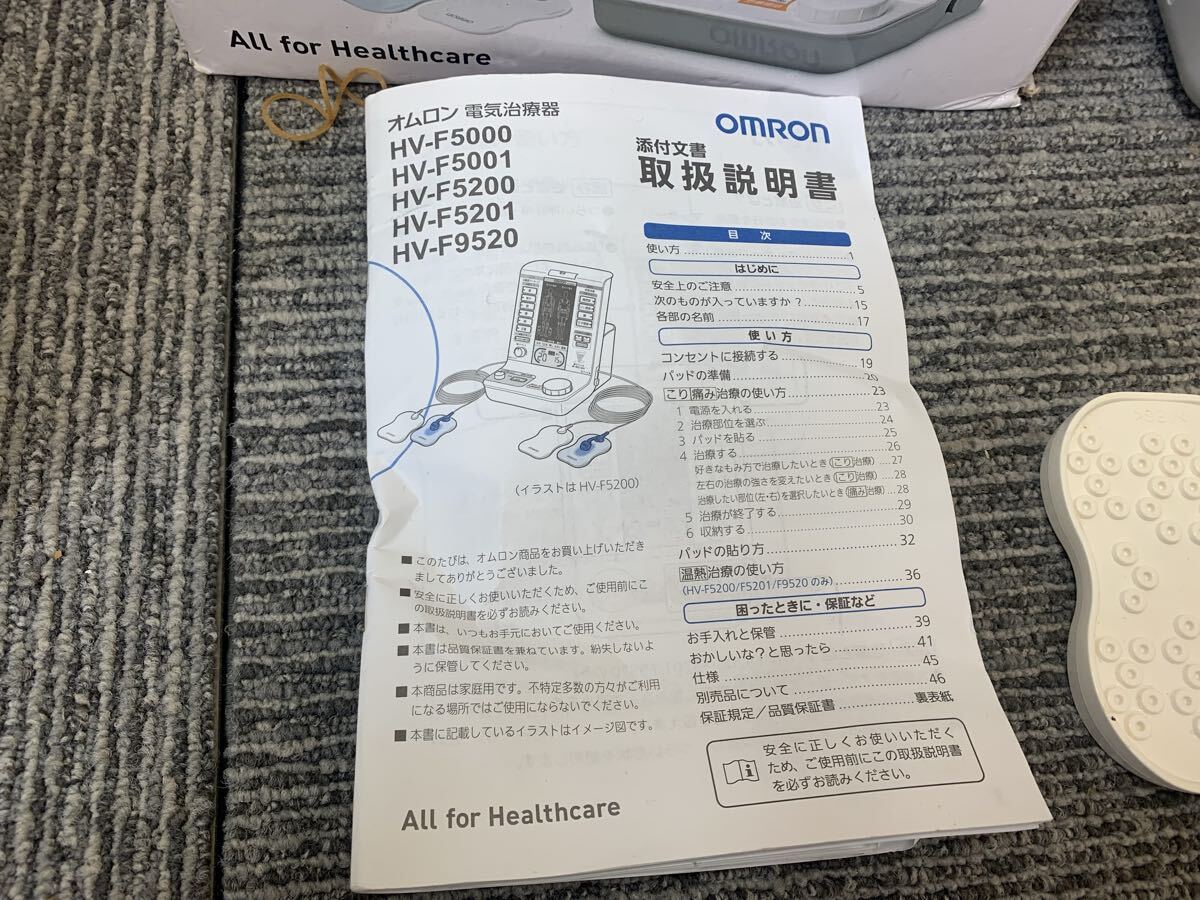 All for Healthcare
OMRON
オムロン 電気治療器
HV-F5000
HV-F5001
HV-F5200
HV-F5201
HV-F9520
(イラストは HV-F5200)
■ このたびは、オムロン商品をお買い上げいただき
ましてありがとうございました。
■ 安全に正しくお使いいただくため、ご使用前にこ
の取扱説明書を必ずお読みください。
■ 本書は、いつもお手元においてご使用ください。
■ 本書は品質保証書を兼ねています。紛失しないよ
うに保管してください。
■ 本商品は家庭用です。不特定多数の方々がご利用
になる場所ではご使用にならないでください。
■ 本書に記載しているイラストはイメージ図です。
All for Healthcare
OMRON
添付文書
取扱説明書
目 次
使い方 ........ 1
はじめに
安全上のご注意 ........ 5
次のものが入っていますか? ........ 15
各部の名前 ........ 17
使い方
コンセントに接続する ........ 19
パッドの準備 ........ 20
こり 痛み 治療の使い方 ........ 23
1 電源を入れる ........ 23
2 治療部位を選ぶ ........ 24
3 パッドを貼る ........ 25
4 治療する ........ 26
好きなもみ方で治療したいとき (こり治療) .... 27
左右の治療の強さを変えたいとき (こり治療) .... 28
治療したい部位(左・右)を選択したいとき (痛み治療) ... 28
5 治療が終了する ........ 29
6 収納する ........ 30
パッドの貼り方 ........ 32
温熱 治療の使い方
(HV-F5200/F5201/F9520 のみ) ........ 36
困ったときに・保証など
お手入れと保管 ........ 39
おかしいな?と思ったら ........ 41
仕様 ........ 45
別売品について ........ 46
保証規定/品質保証書 ........ 裏表紙
安全に正しくお使いいただく
ため、ご使用前にこの取扱説明書
を必ずお読みください。